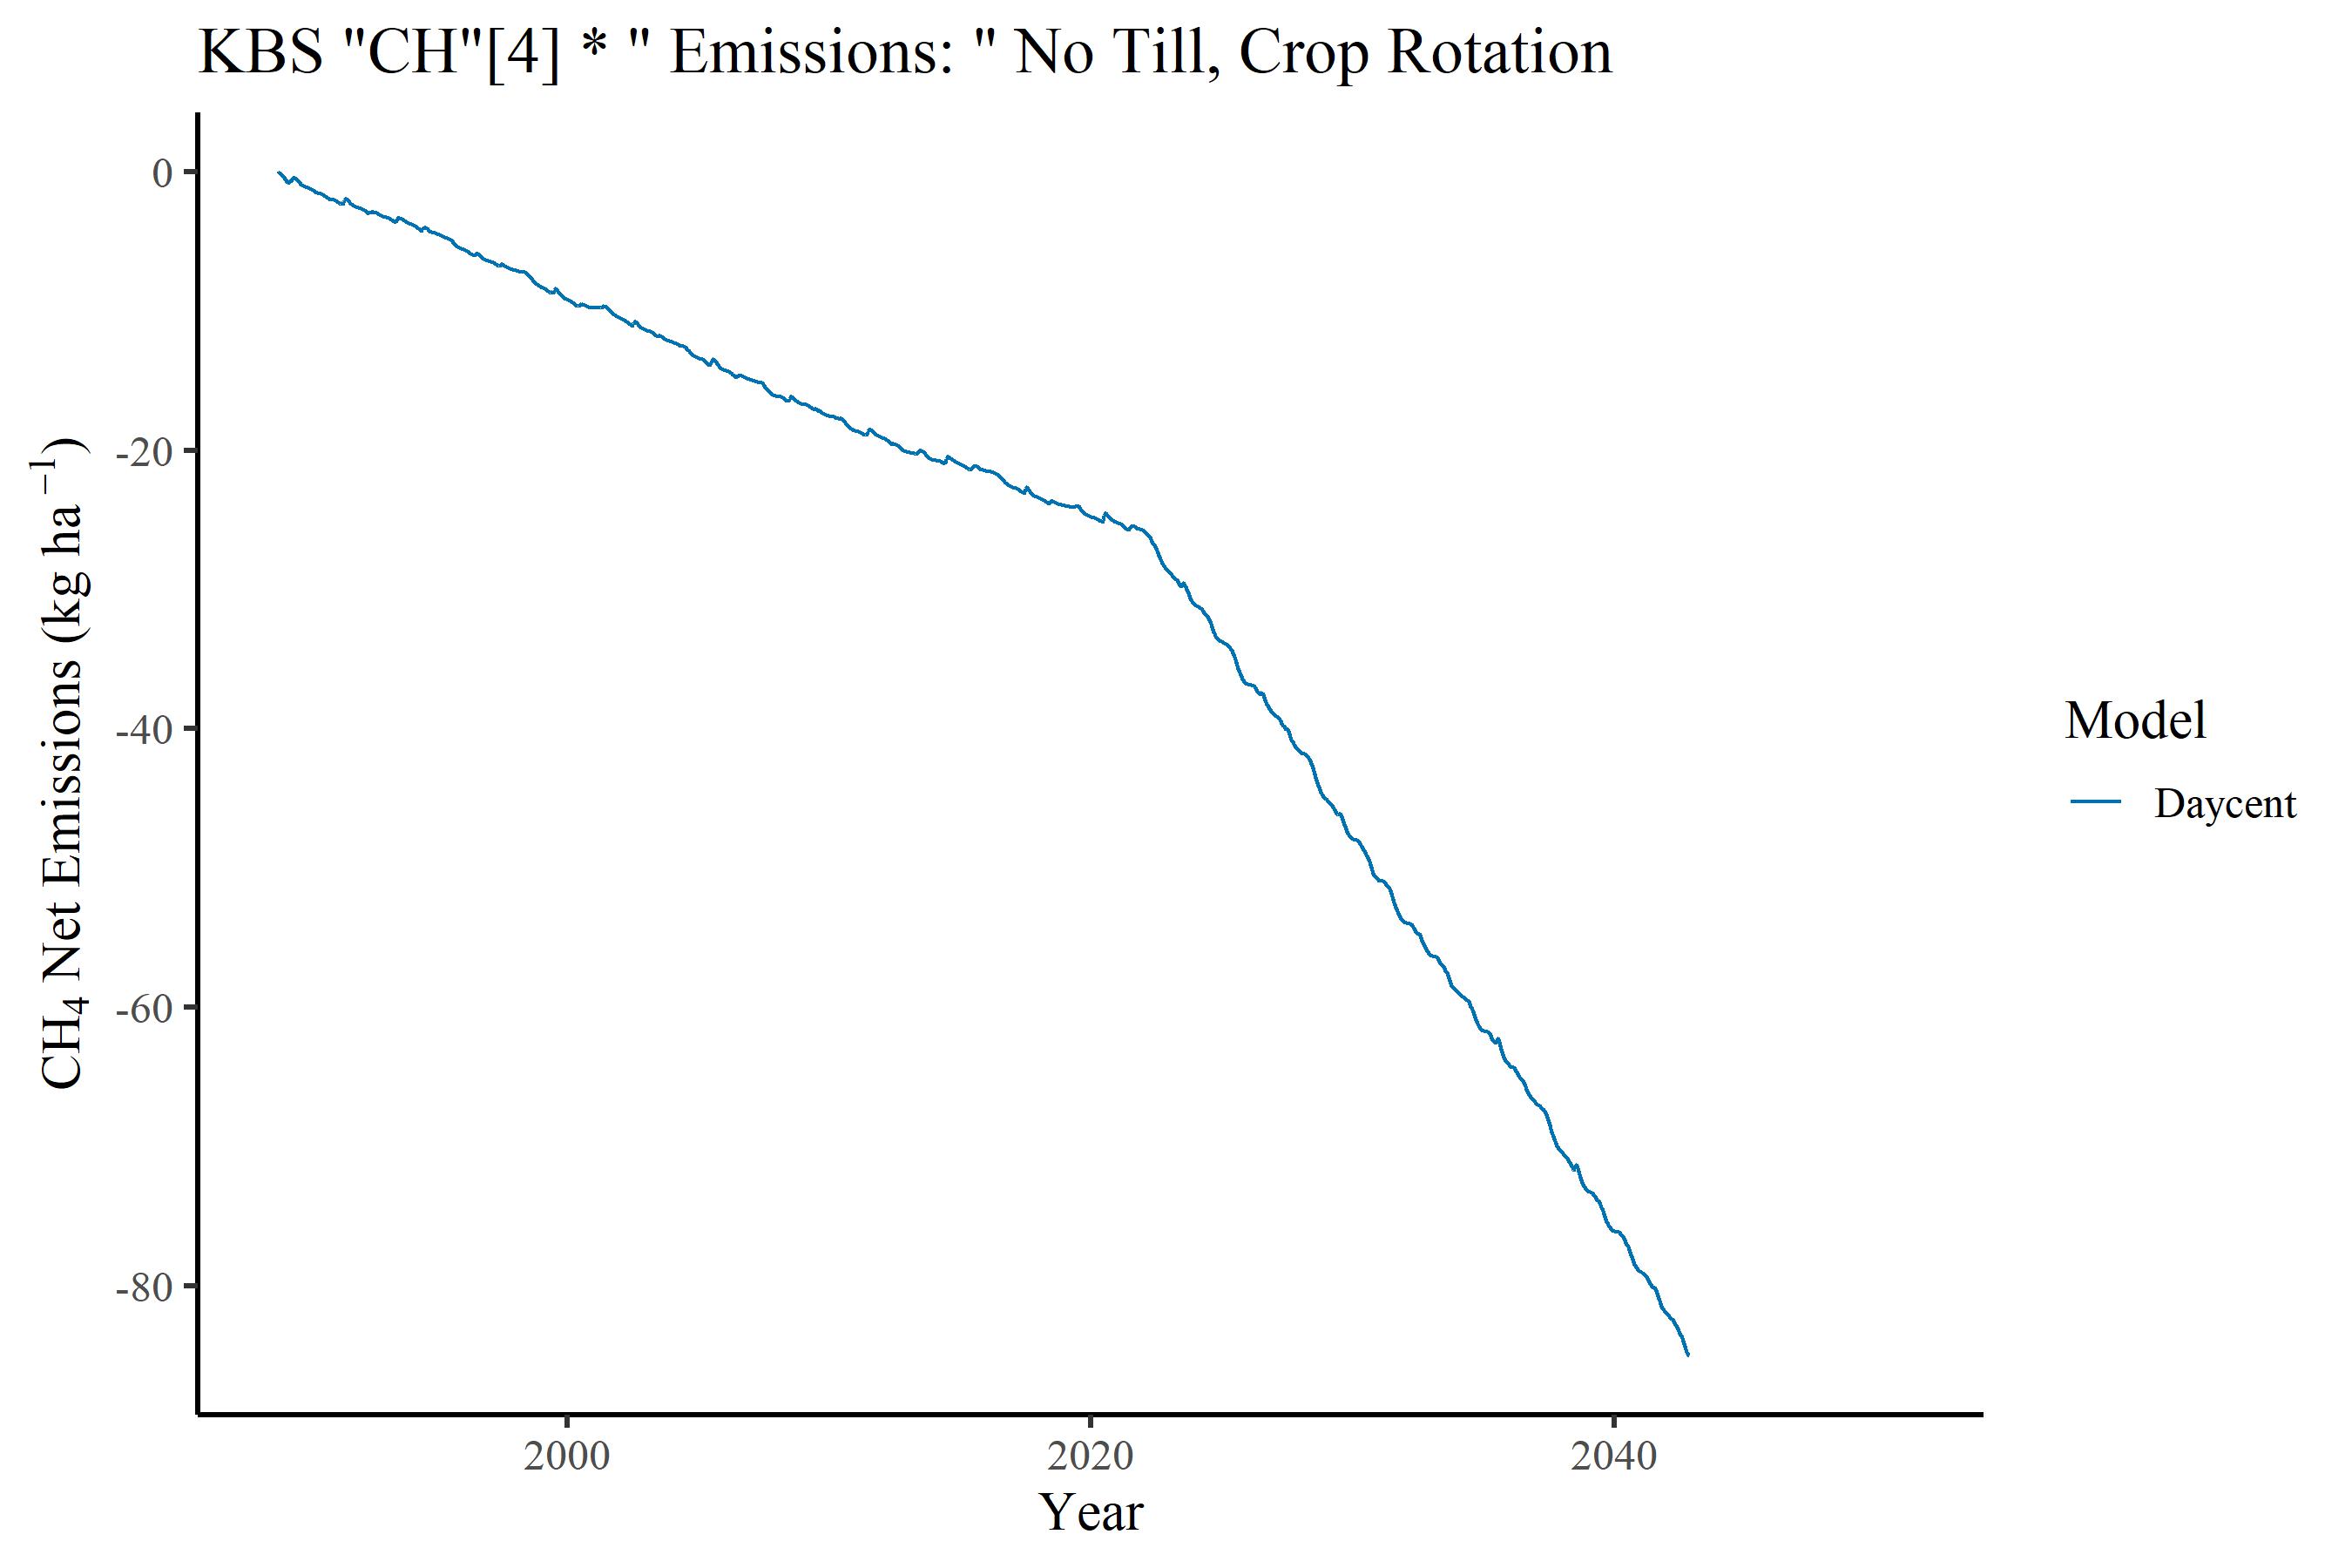 KBS "CH"[4] * " Emissions: " No Till, Crop Rotation
CH₄ Net Emissions (kg ha ⁻¹)
0
-20
-40
-60
-80
2000 2020 2040
Year
Model
Daycent